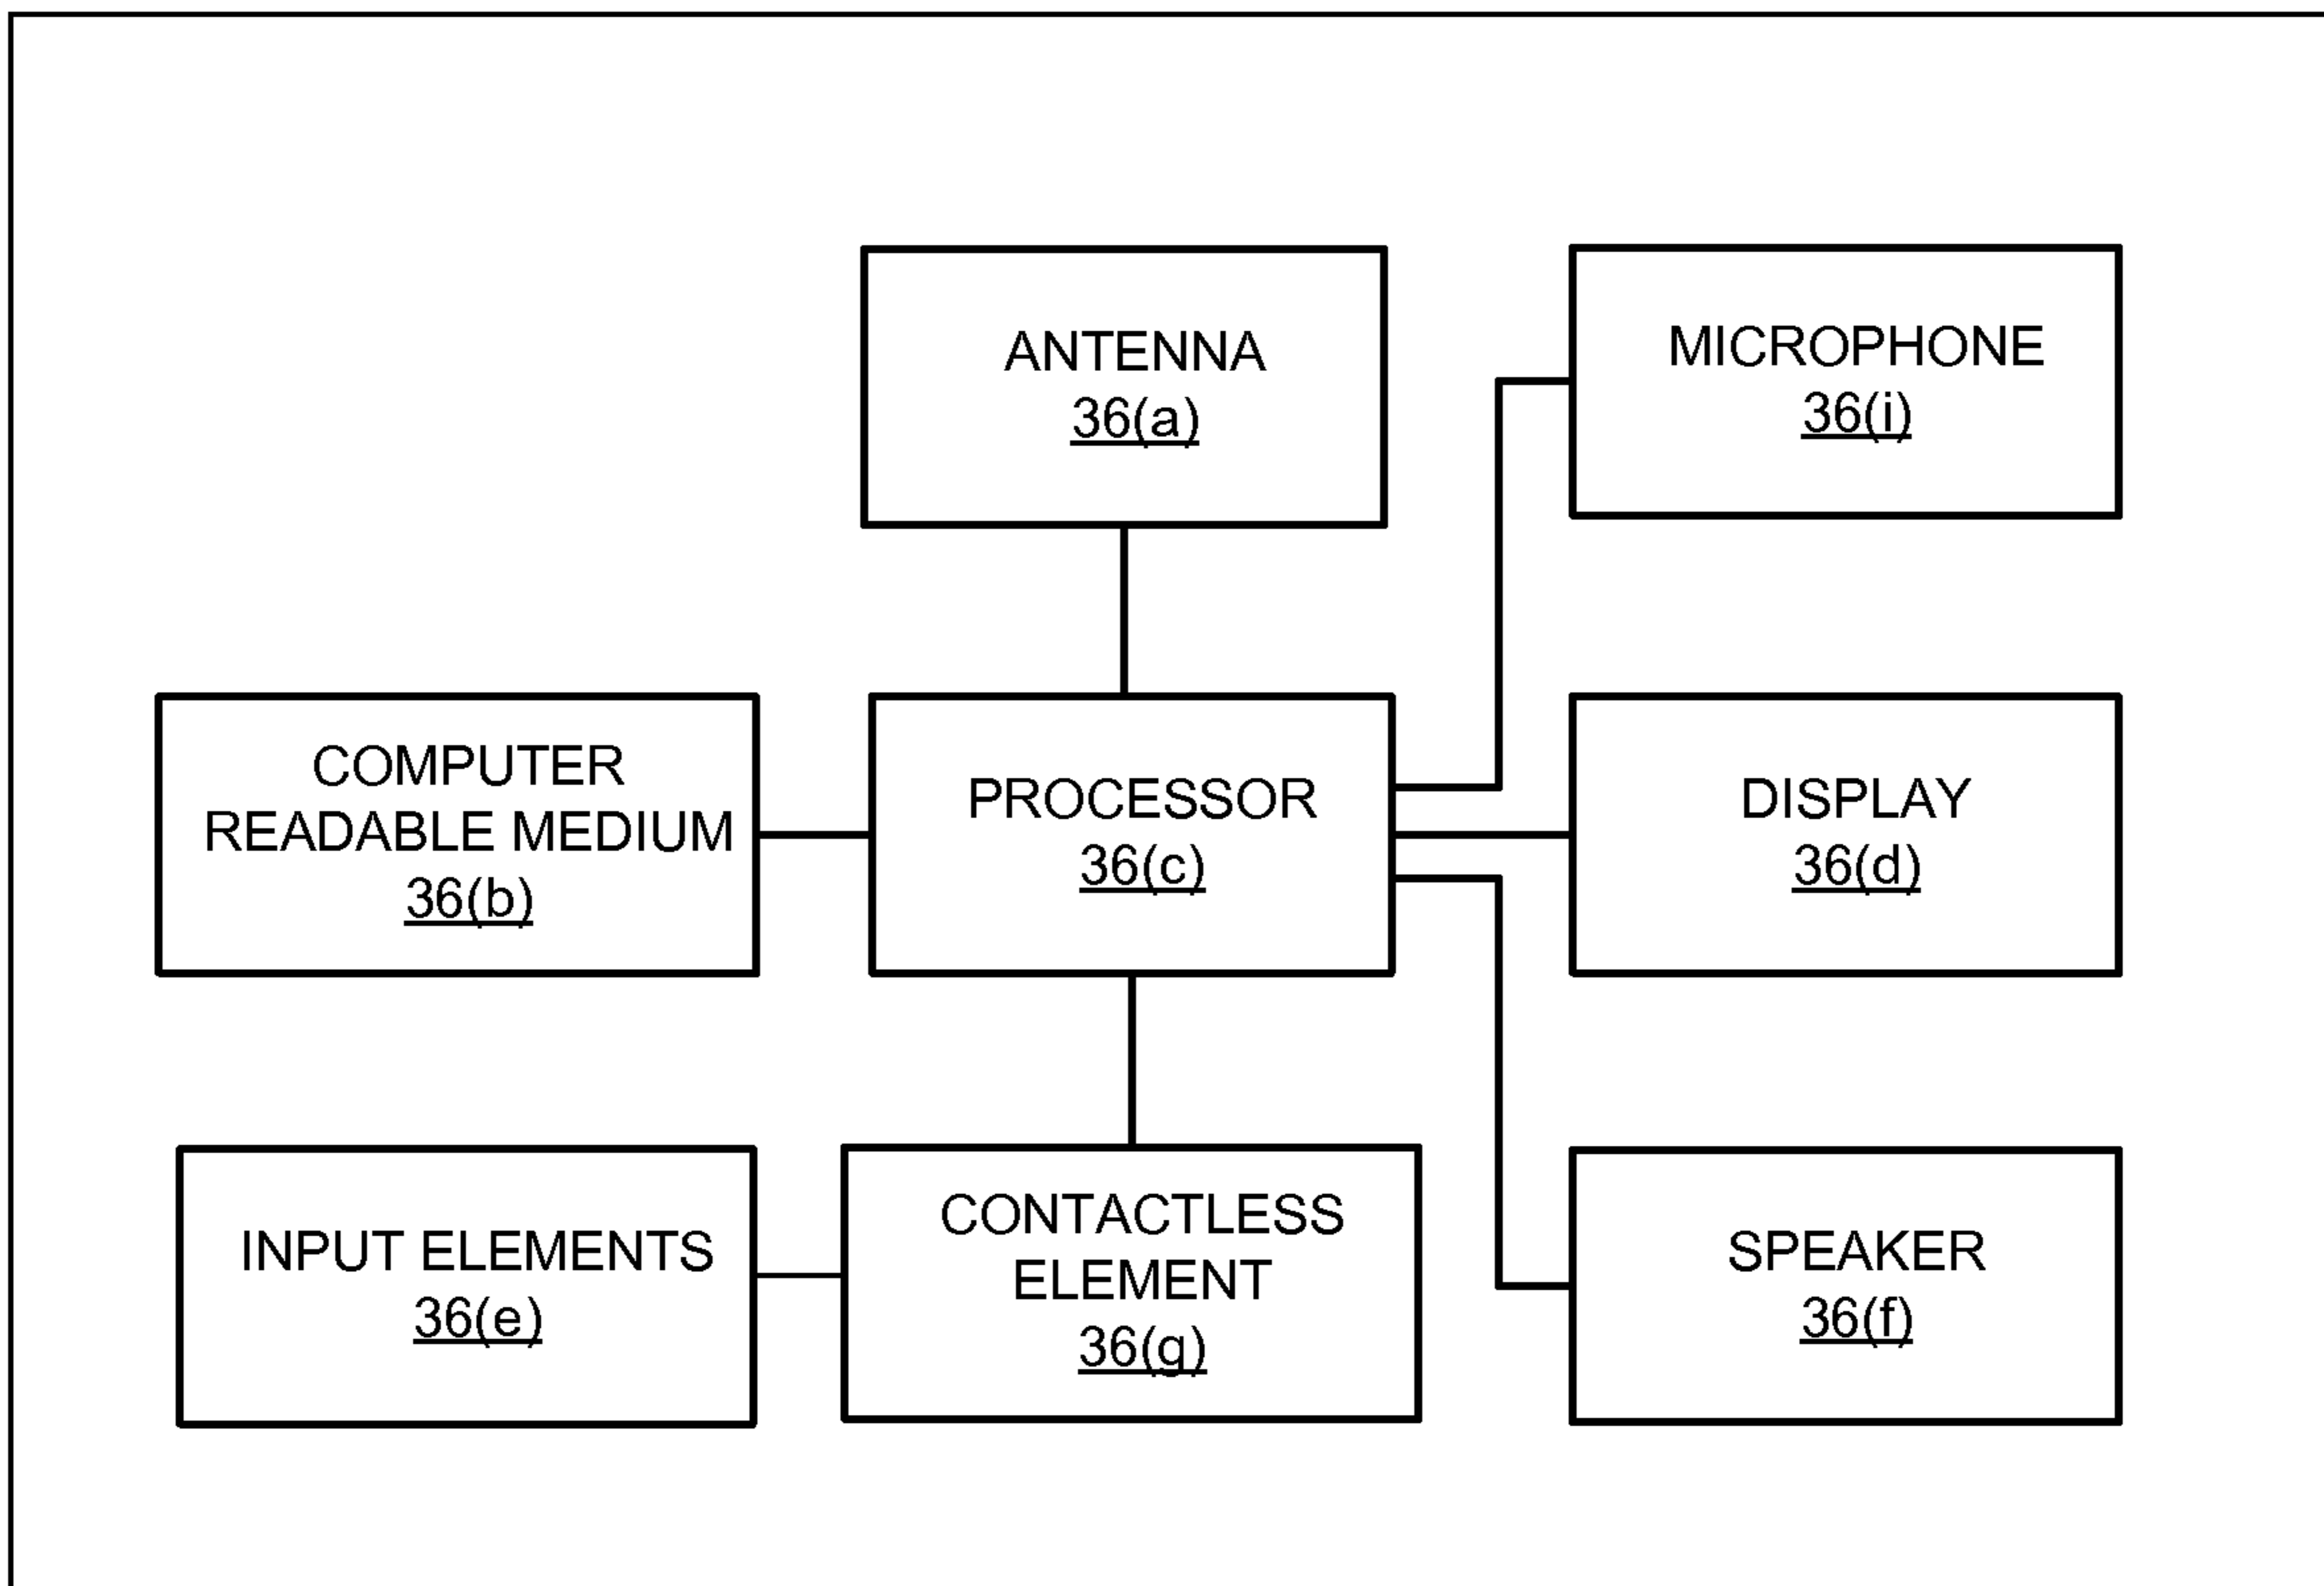 ANTENNA
36(a)
MICROPHONE
36(i)
COMPUTER
READABLE MEDIUM
36(b)
PROCESSOR
36(c)
DISPLAY
36(d)
INPUT ELEMENTS
36(e)
CONTACTLESS
ELEMENT
36(g)
SPEAKER
36(f)